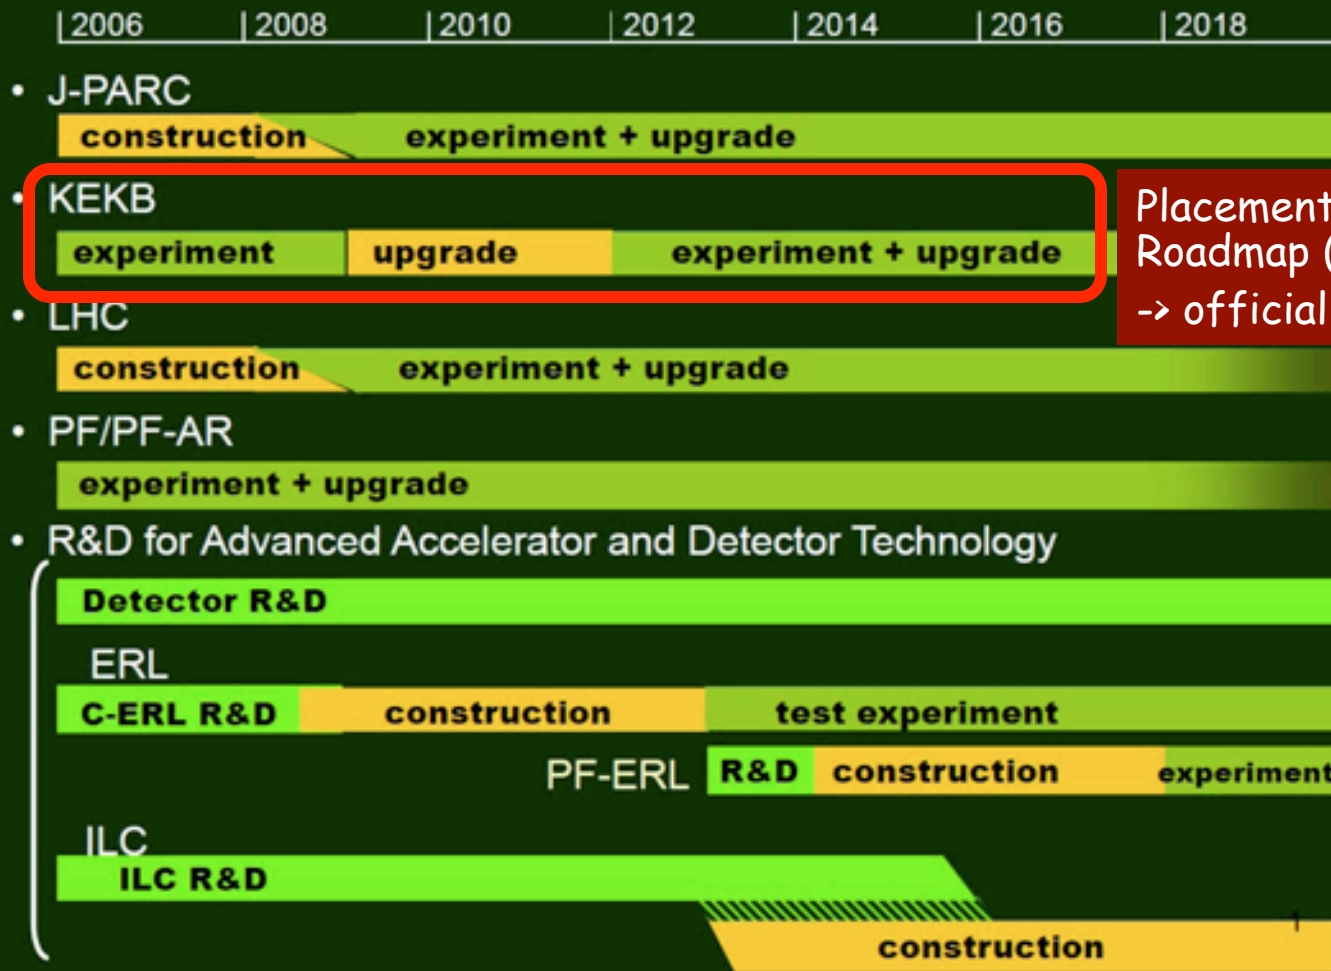 |2006 |2008 |2010 |2012 |2014 |2016 |2018
• J-PARC
construction experiment + upgrade
• KEKB
experiment upgrade experiment + upgrade
Placement
Roadmap (
-> official
• LHC
construction experiment + upgrade
• PF/PF-AR
experiment + upgrade
• R&D for Advanced Accelerator and Detector Technology
Detector R&D
ERL
C-ERL R&D construction test experiment
PF-ERL R&D construction experiment
ILC
ILC R&D
1
construction